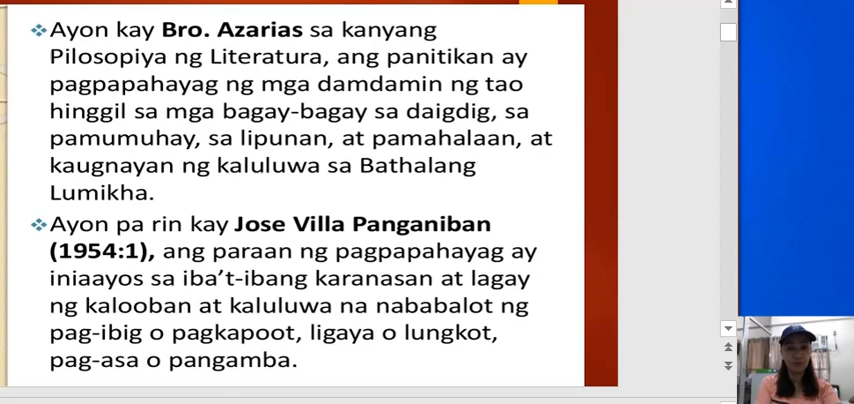 Ayon kay Bro. Azarias sa kanyang
Pilosopiya ng Literatura, ang panitikan ay
pagpapahayag ng mga damdamin ng tao
hinggil sa mga bagay-bagay sa daigdig, sa
pamumuhay, sa lipunan, at pamahalaan, at
kaugnayan ng kaluluwa sa Bathalang
Lumikha.
Ayon pa rin kay Jose Villa Panganiban
(1954:1), ang paraan ng pagpapahayag ay
iniaayos sa iba't-ibang karanasan at lagay
ng kalooban at kaluluwa na nababalot ng
pag-ibig o pagkapoot, ligaya o lungkot,
pag-asa o pangamba.